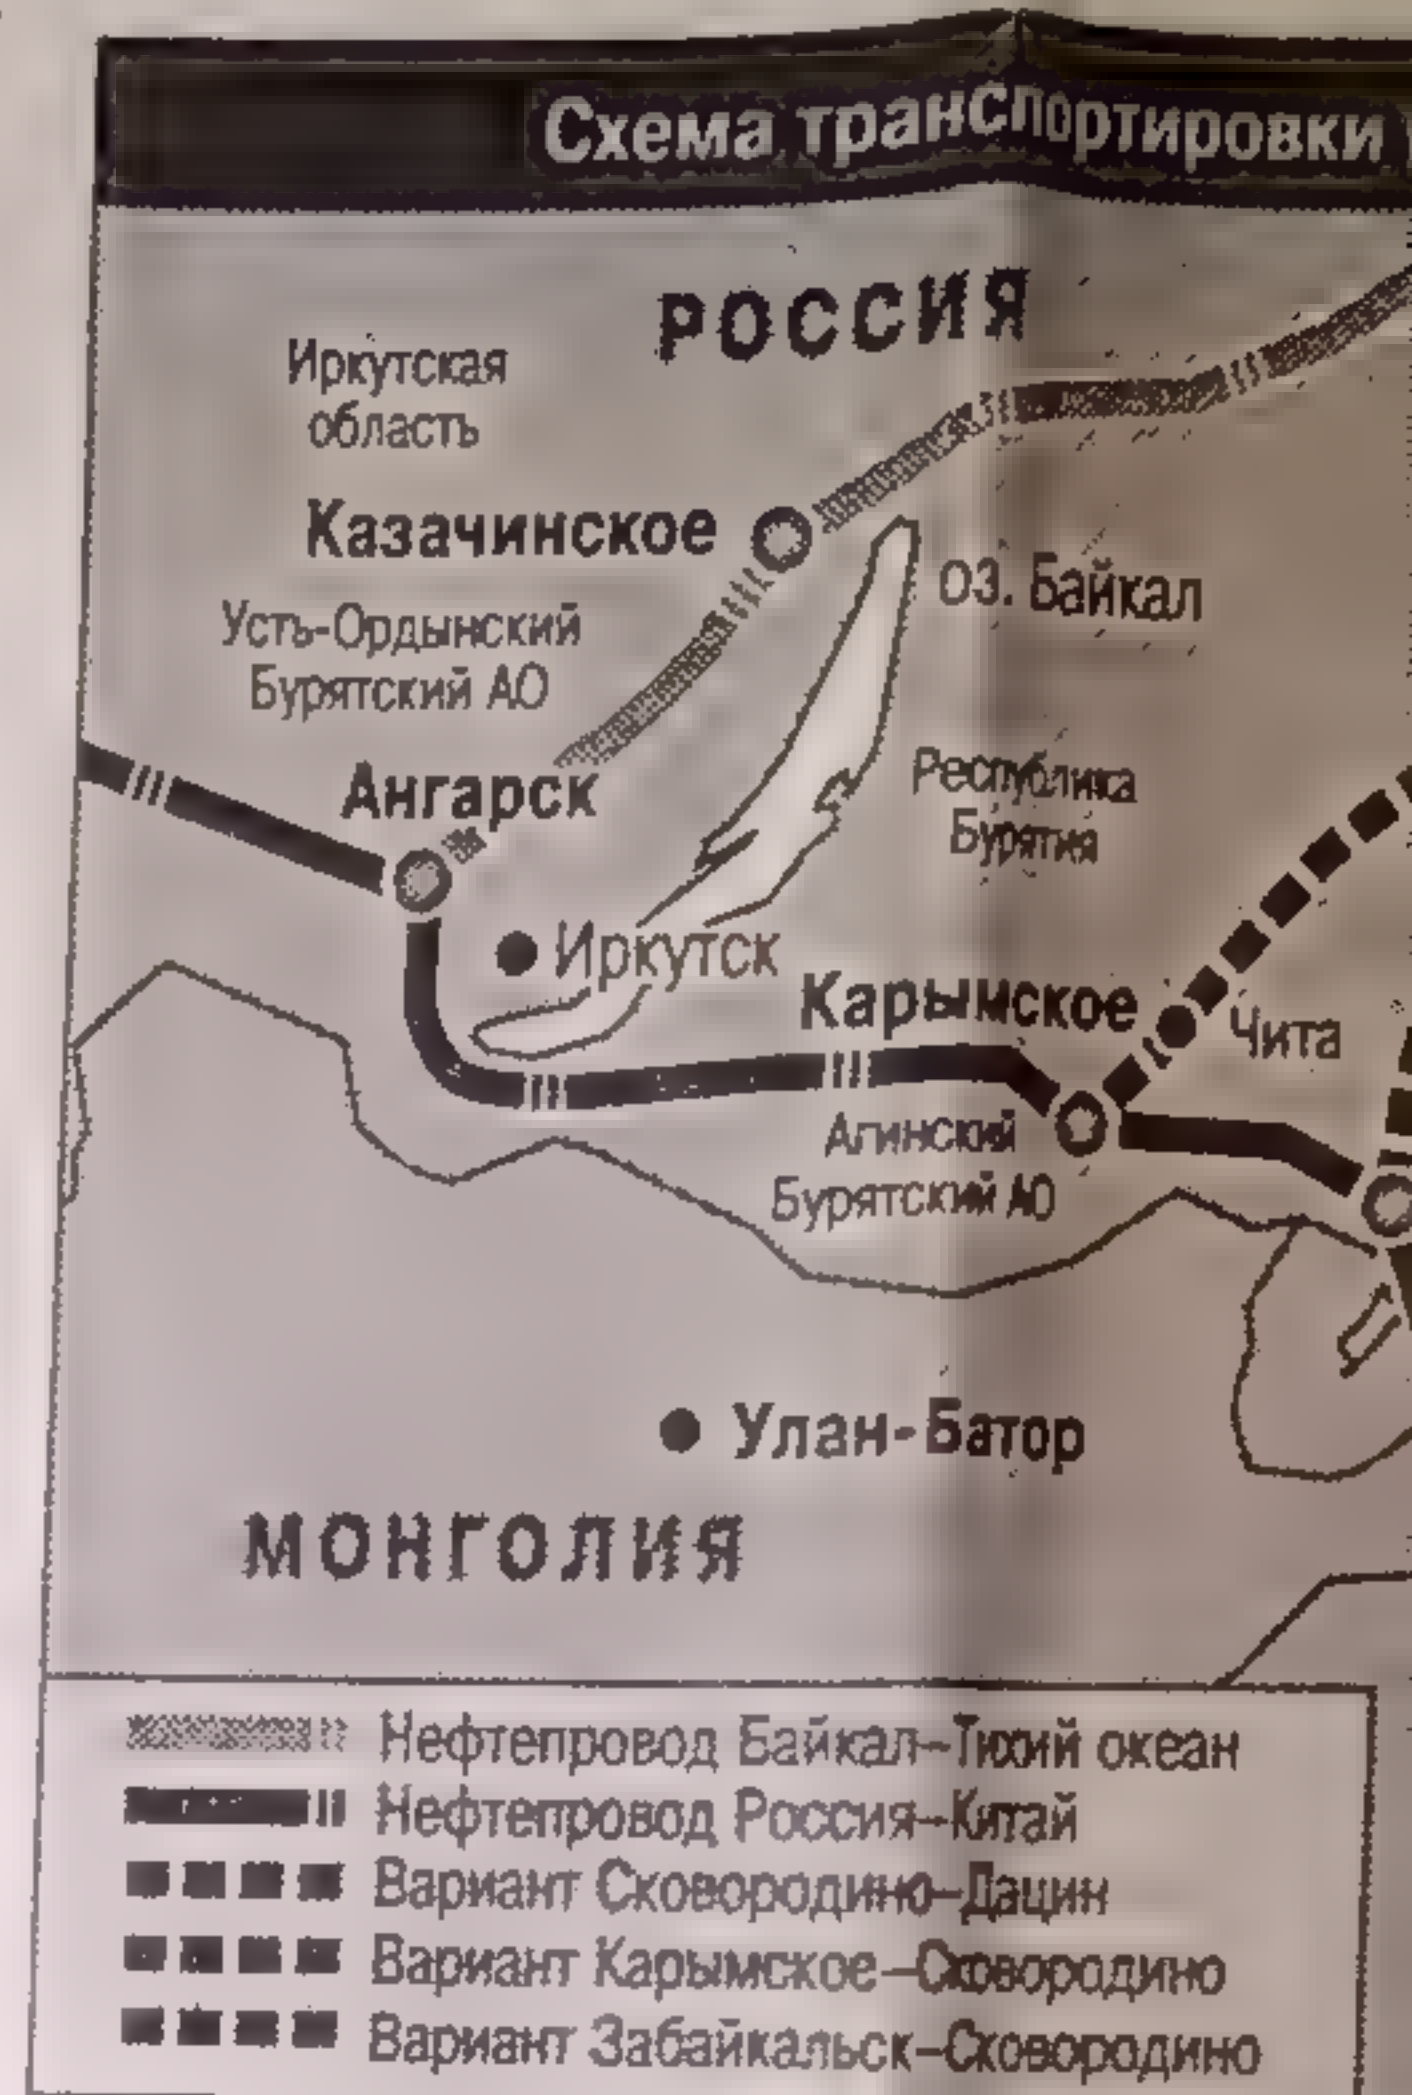 Схема транспортировки
РОССИЯ
Иркутская
область
Казачинское
оз. Байкал
Усть-Ордынский
Бурятский АО
Республика
Бурятия
Ангарск
Иркутск
Карымское
Чита
Агинский
Бурятский АО
Улан-Батор
МОНГОЛИЯ
Нефтепровод Байкал–Тихий океан
Нефтепровод Россия–Китай
Вариант Сковородино–Дацин
Вариант Карымское–Сковородино
Вариант Забайкальск–Сковородино